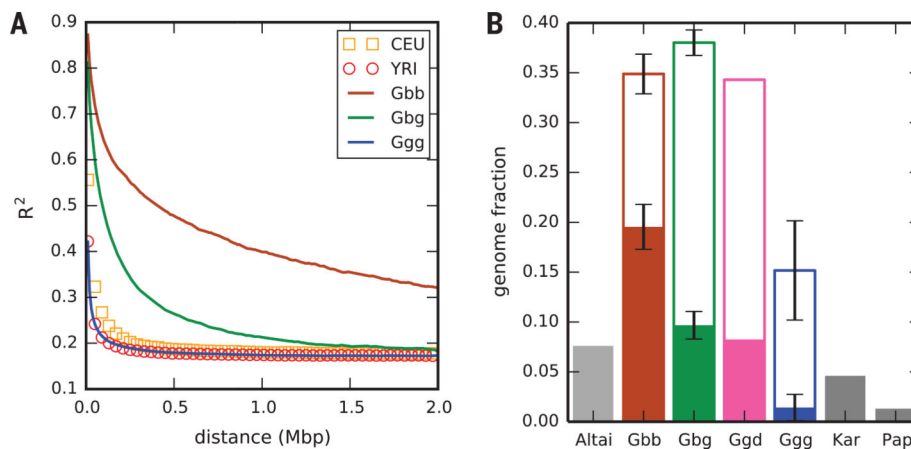 A
0.9
0.8
0.7
0.6
0.5
0.4
0.3
0.2
0.1
R²
0.0
0.5
1.0
1.5
2.0
distance (Mbp)
CEU
YRI
Gbb
Gbg
Ggg
B
0.40
0.35
0.30
0.25
0.20
0.15
0.10
0.05
0.00
genome fraction
Altai
Gbb
Gbg
Ggd
Ggg
Kar
Pap